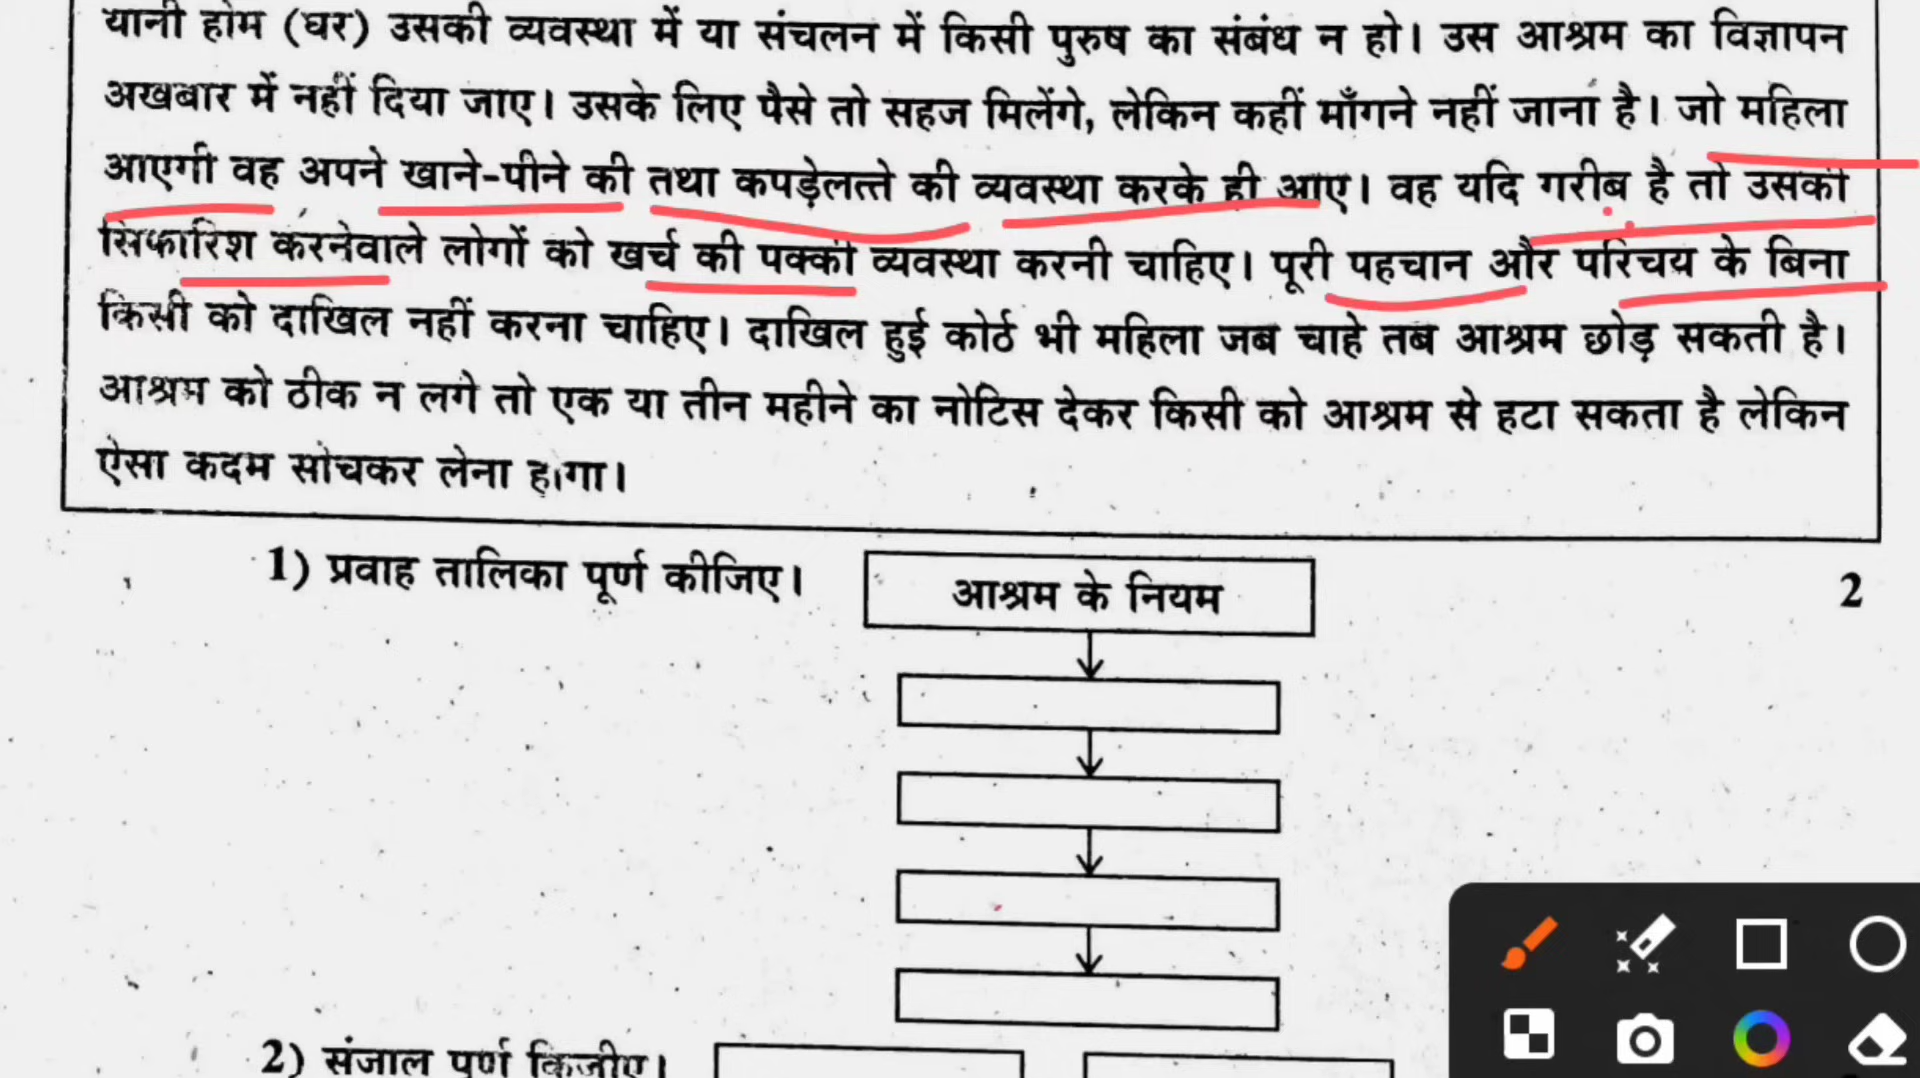 यानी होम (घर) उसकी व्यवस्था में या संचलन में किसी पुरुष का संबंध न हो। उस आश्रम का विज्ञापन
अखबार में नहीं दिया जाए। उसके लिए पैसे तो सहज मिलेंगे, लेकिन कहीं माँगने नहीं जाना है। जो महिला
आएगी वह अपने खाने-पीने की तथा कपड़ेलत्ते की व्यवस्था करके ही आए। वह यदि गरीब है तो उसकी
सिफारिश करनेवाले लोगों को खर्च की पक्की व्यवस्था करनी चाहिए। पूरी पहचान और परिचय के बिना
किसी को दाखिल नहीं करना चाहिए। दाखिल हुई कोई भी महिला जब चाहे तब आश्रम छोड़ सकती है।
आश्रम को ठीक न लगे तो एक या तीन महीने का नोटिस देकर किसी को आश्रम से हटा सकता है लेकिन
ऐसा कदम सोचकर लेना होगा।
1) प्रवाह तालिका पूर्ण कीजिए।
आश्रम के नियम
2
2) संजाल पूर्ण किजीए।